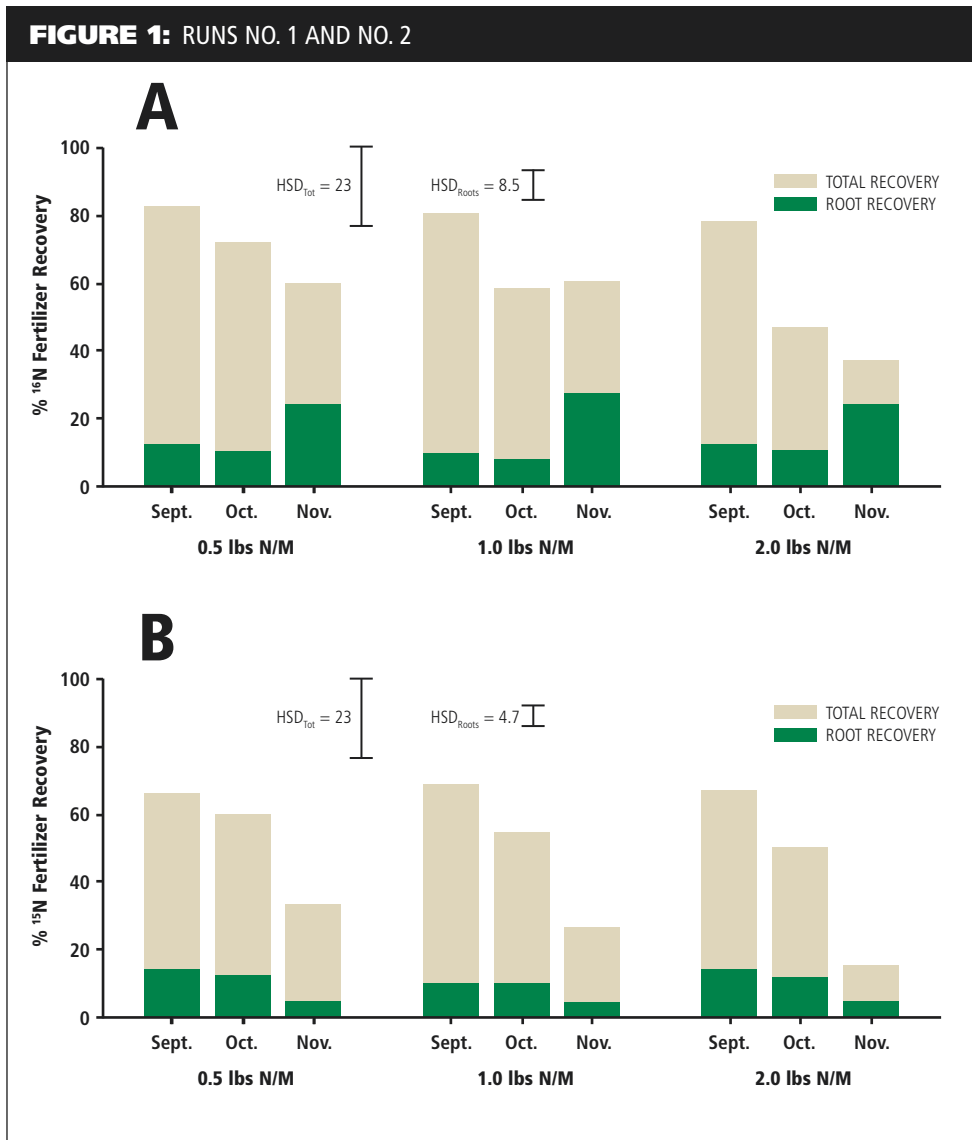 FIGURE 1: RUNS NO. 1 AND NO. 2
A
% ¹⁶N Fertilizer Recovery
100
80
60
40
20
0
HSD_Tot = 23
HSD_Roots = 8.5
TOTAL RECOVERY
ROOT RECOVERY
Sept. Oct. Nov. Sept. Oct. Nov. Sept. Oct. Nov.
0.5 lbs N/M 1.0 lbs N/M 2.0 lbs N/M
B
% ¹⁵N Fertilizer Recovery
100
80
60
40
20
0
HSD_Tot = 23
HSD_Roots = 4.7
TOTAL RECOVERY
ROOT RECOVERY
Sept. Oct. Nov. Sept. Oct. Nov. Sept. Oct. Nov.
0.5 lbs N/M 1.0 lbs N/M 2.0 lbs N/M